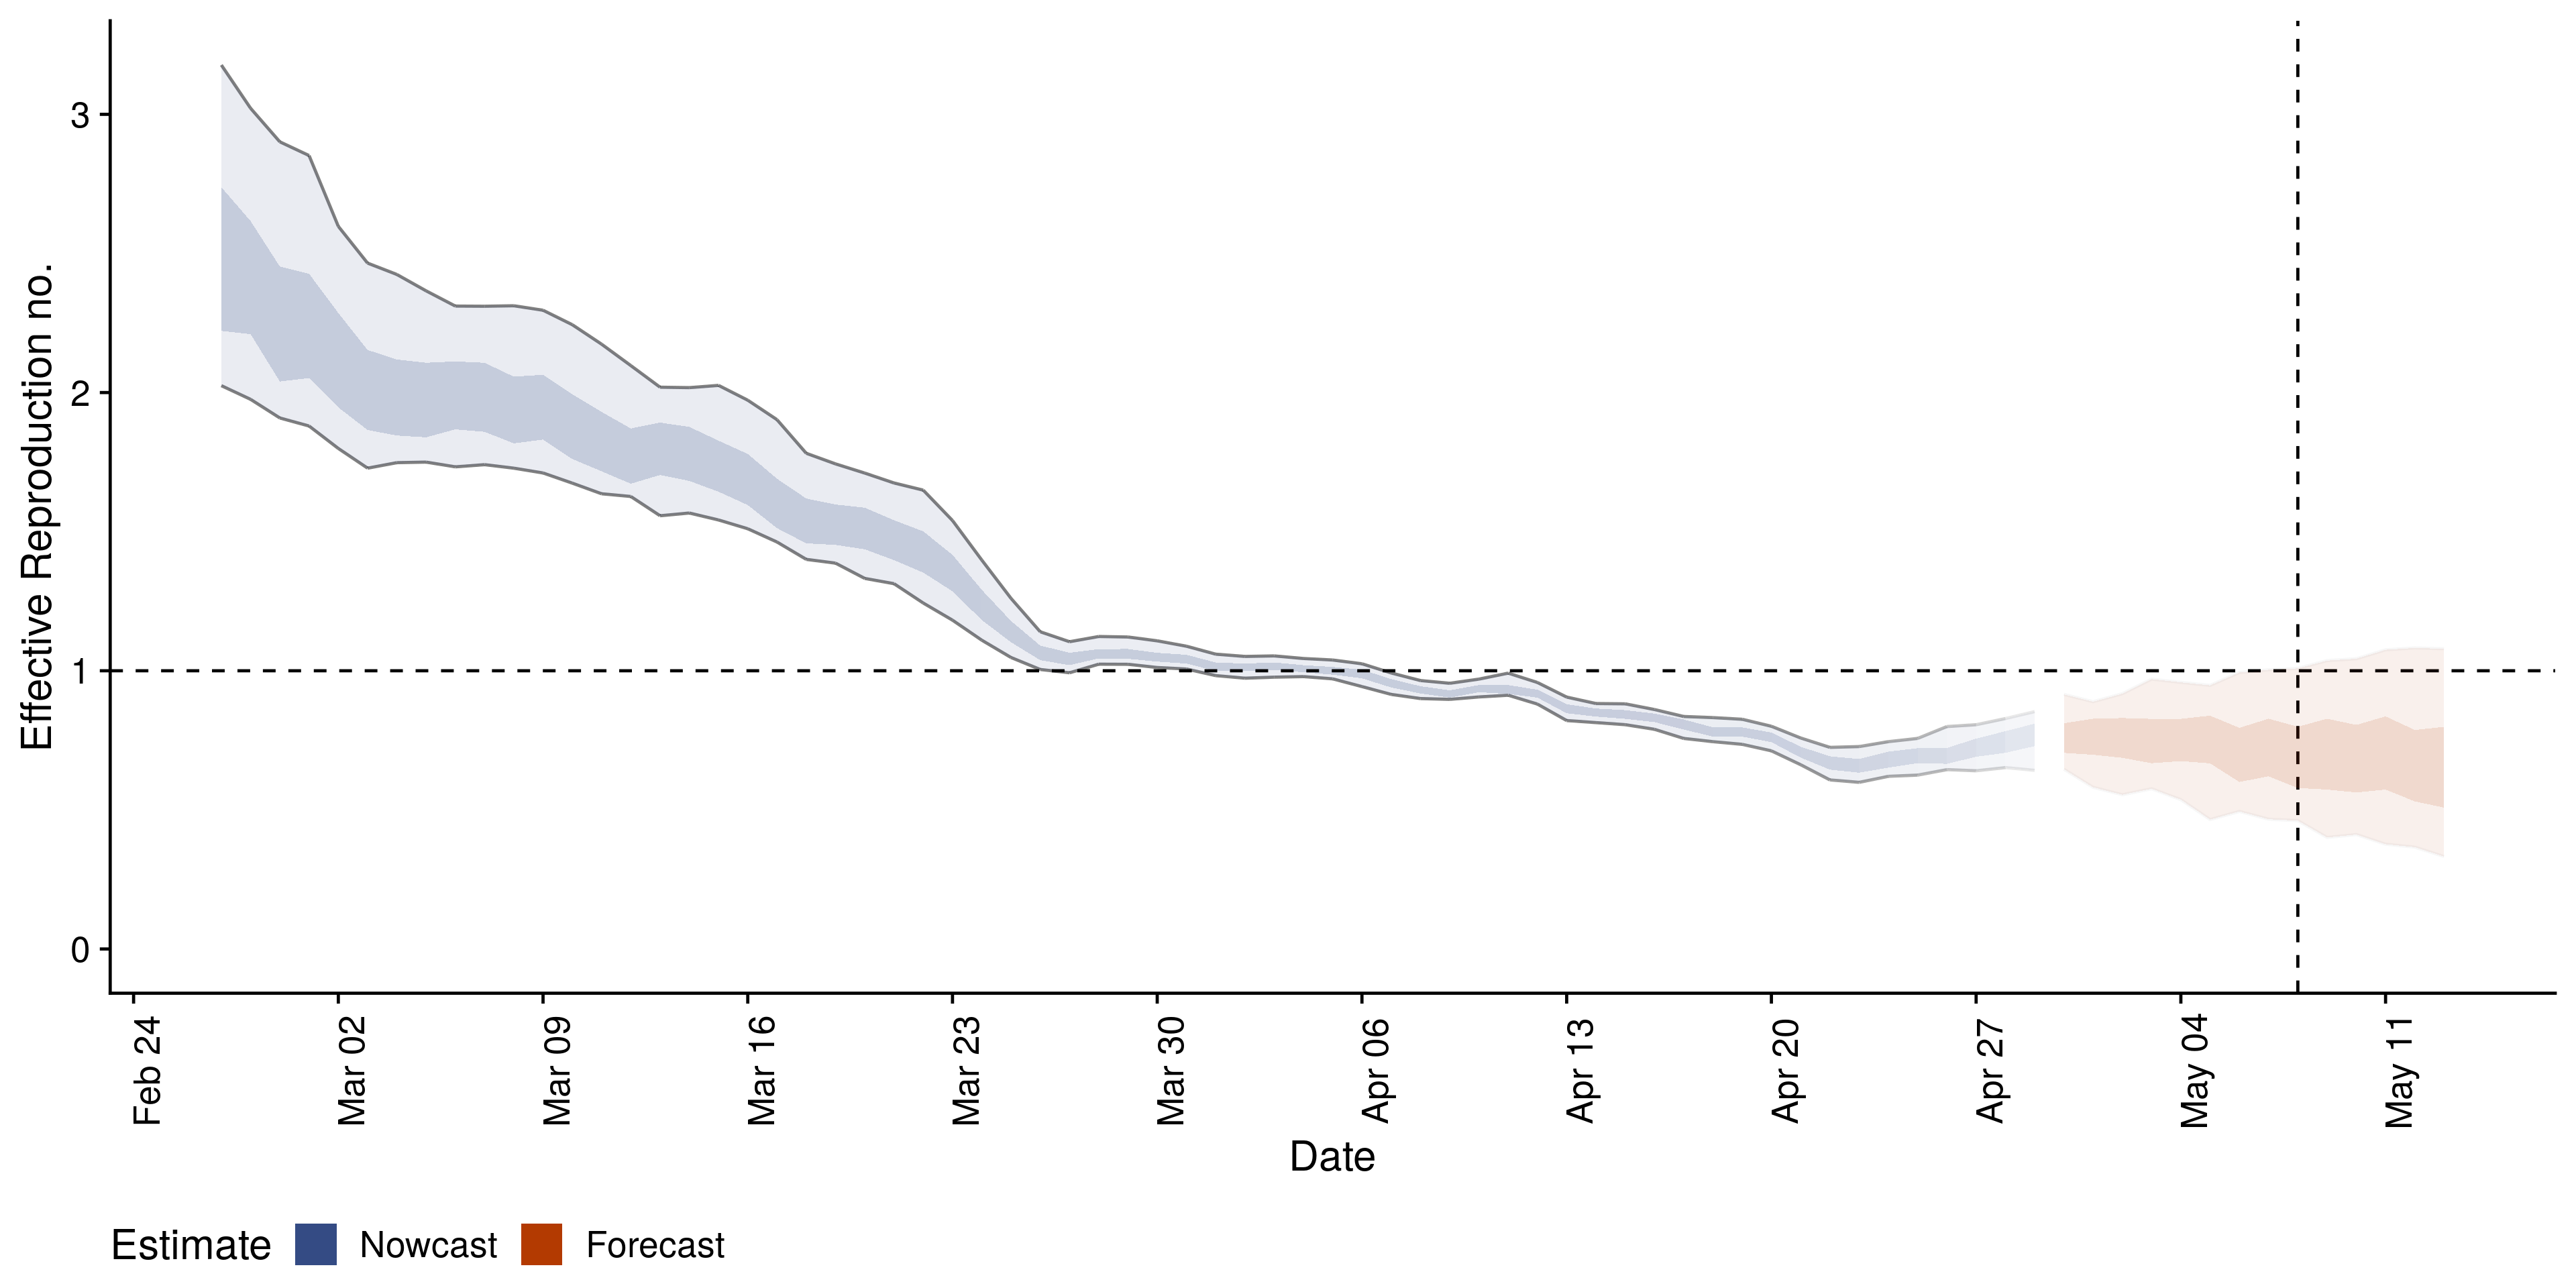 Effective Reproduction no.
3
2
1
0
Feb 24
Mar 02
Mar 09
Mar 16
Mar 23
Mar 30
Apr 06
Apr 13
Apr 20
Apr 27
May 04
May 11
Date
Estimate Nowcast Forecast